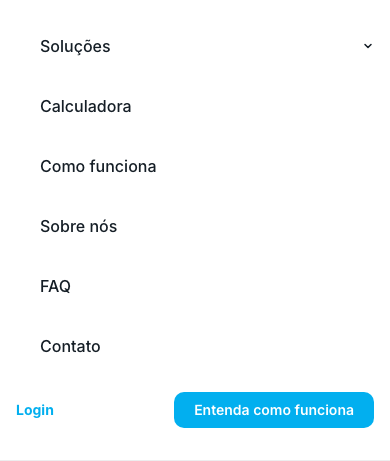 Soluções
Calculadora
Como funciona
Sobre nós
FAQ
Contato
Login
Entenda como funciona